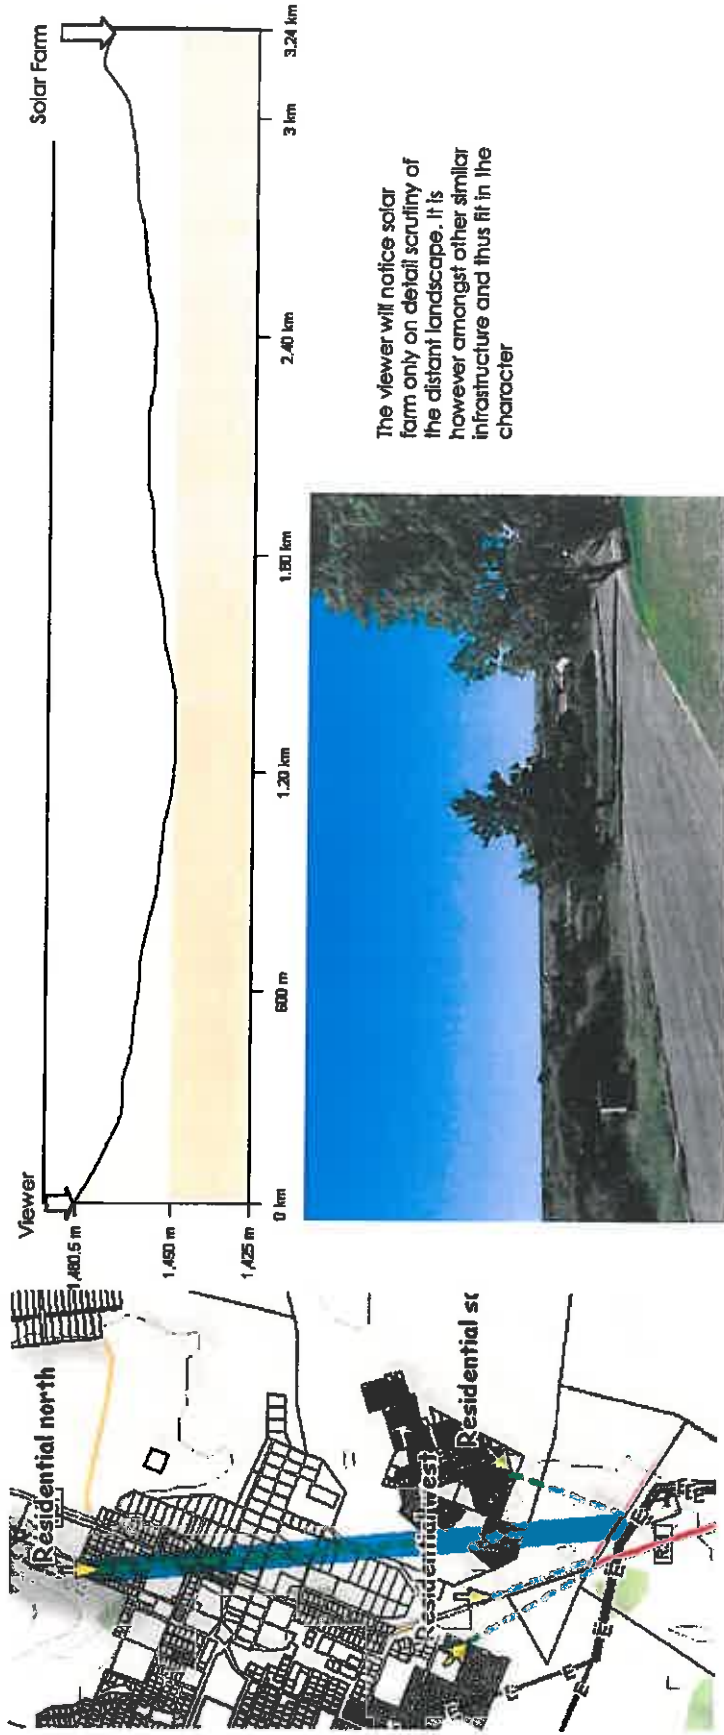 Viewer
Solar Farm
1,480.5 m
1,450 m
1,425 m
0 km
600 m
1.20 km
1.80 km
2.40 km
3 km
3.24 km
The viewer will notice solar
farm only on detail scrutiny of
the distant landscape. It is
however amongst other similar
infrastructure and thus fit in the
character
Residential north
Residential
west
Residential sc
E
E
E
E
E